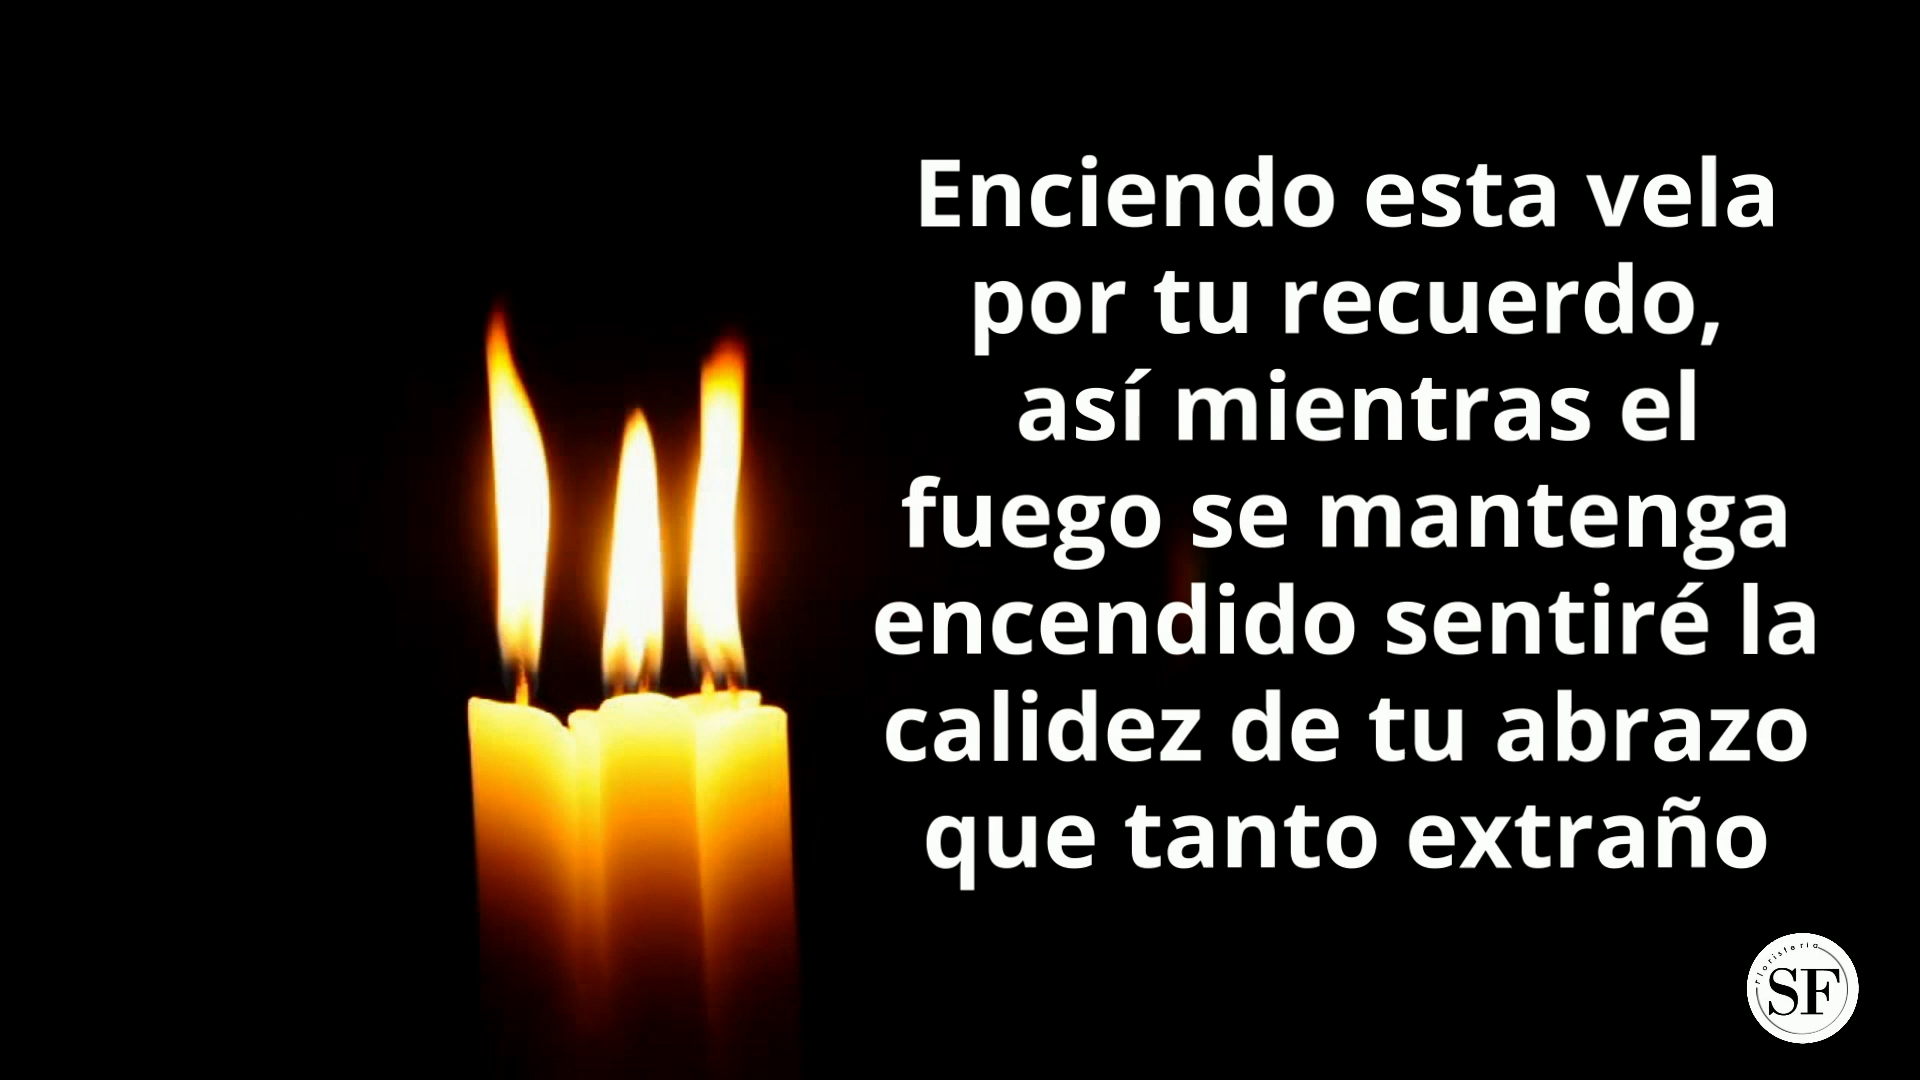 Enciendo esta vela
por tu recuerdo,
así mientras el
fuego se mantenga
encendido sentiré la
calidez de tu abrazo
que tanto extraño
floristeria
SF